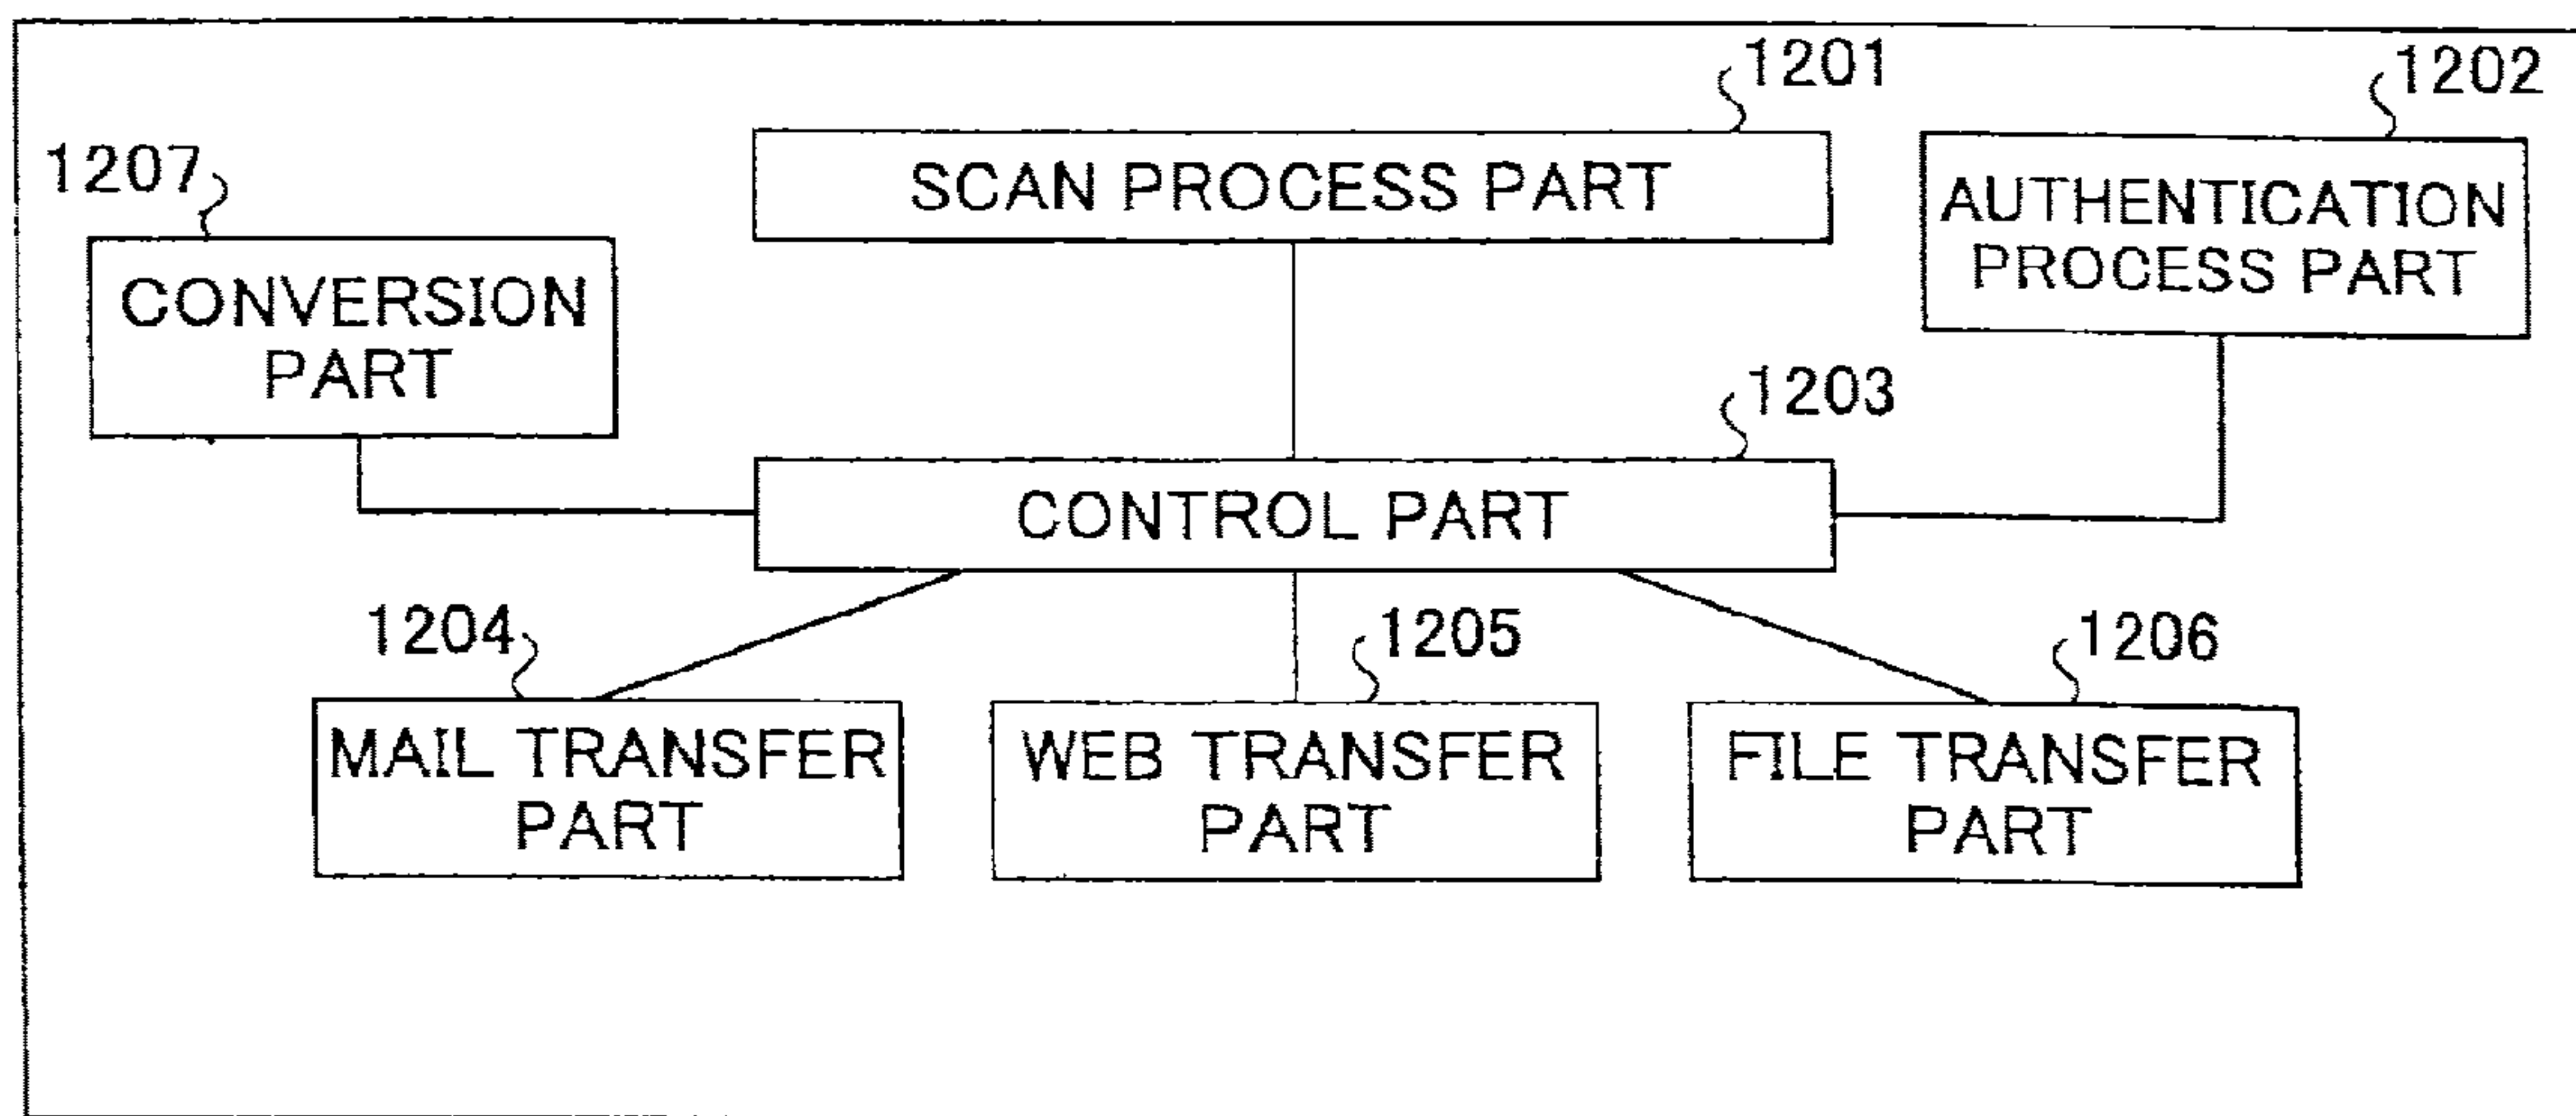 1201
SCAN PROCESS PART
1202
AUTHENTICATION
PROCESS PART
1207
CONVERSION
PART
1203
CONTROL PART
1204
MAIL TRANSFER
PART
1205
WEB TRANSFER
PART
1206
FILE TRANSFER
PART